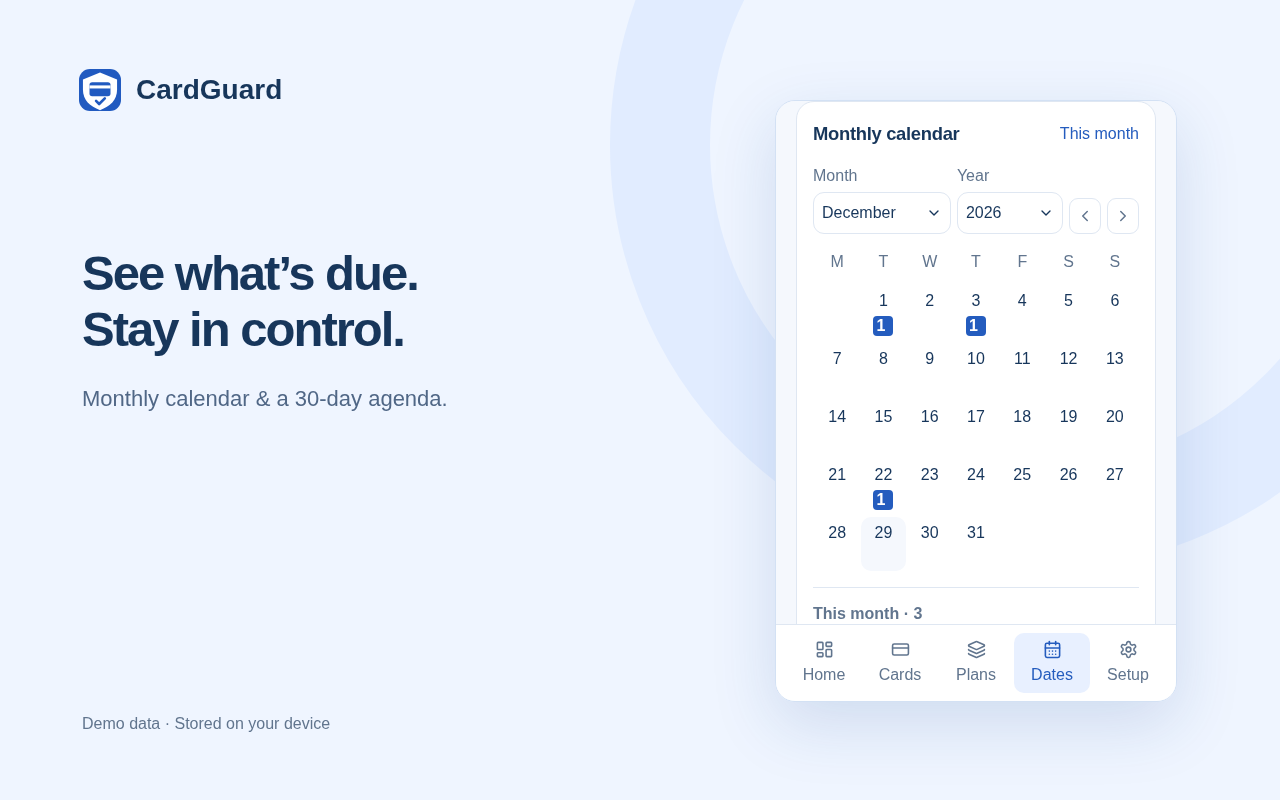 CardGuard
See what’s due.
Stay in control.
Monthly calendar & a 30-day agenda.
Demo data · Stored on your device
Monthly calendar This month
Month Year
December 2026
M T W T F S S
1 2 3 4 5 6
1 1
7 8 9 10 11 12 13
14 15 16 17 18 19 20
21 22 23 24 25 26 27
1
28 29 30 31
This month · 3
Home Cards Plans Dates Setup